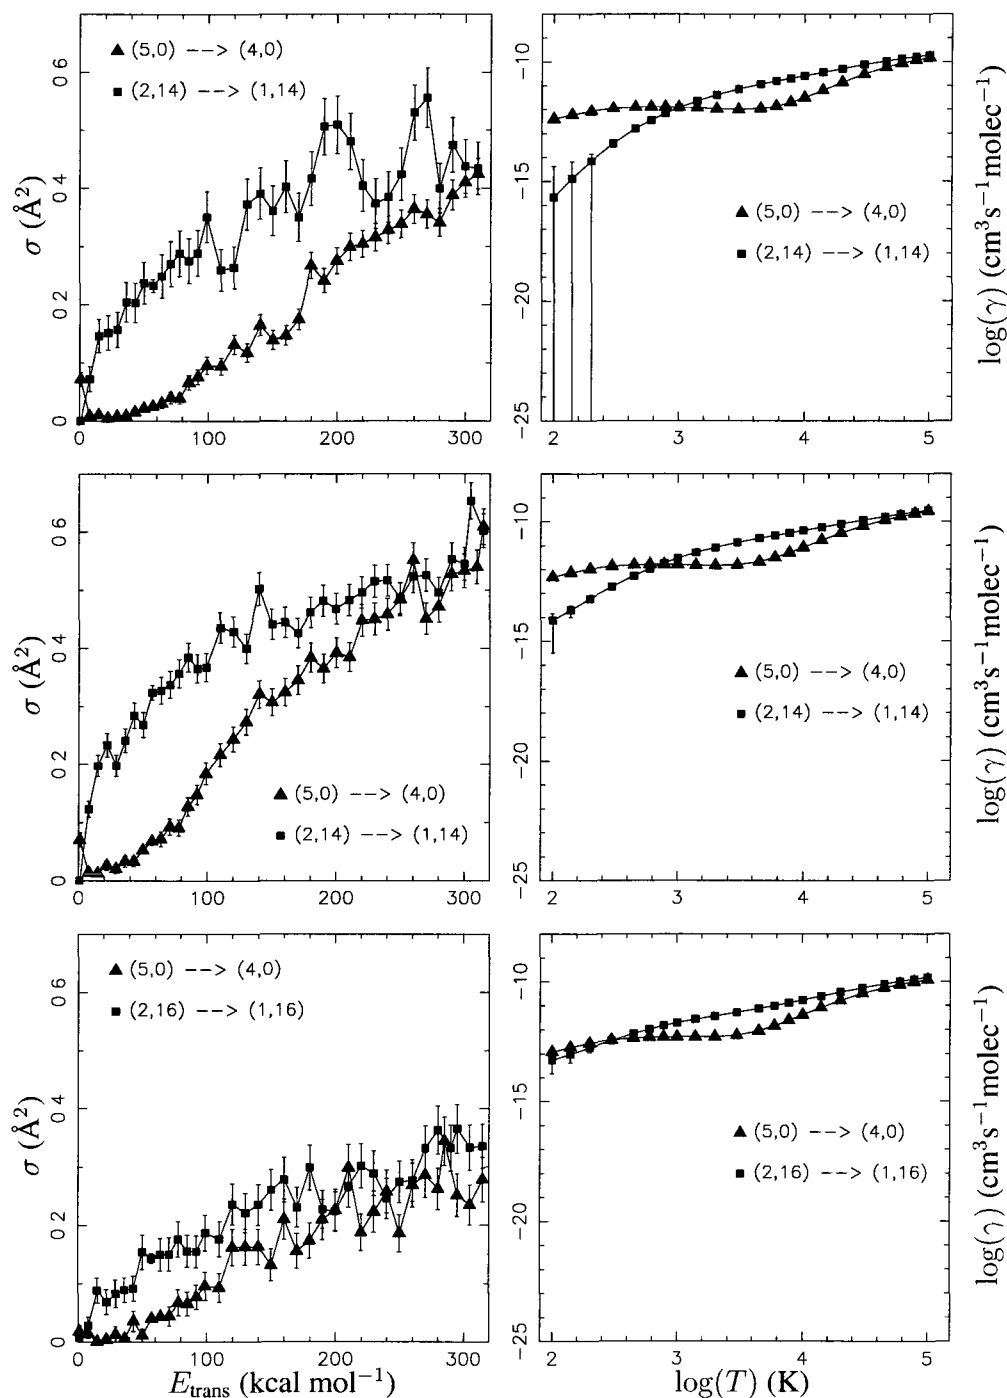 (5,0) --> (4,0)
(2,14) --> (1,14)
0 6
0 4
0 2
0
σ (Å²)
0 100 200 300
-10
-15
-20
-25
(5,0) --> (4,0)
(2,14) --> (1,14)
log(γ) (cm³s⁻¹molec⁻¹)
2 3 4 5
0 6
0 4
0 2
0
σ (Å²)
(5,0) --> (4,0)
(2,14) --> (1,14)
0 100 200 300
-10
-15
-20
-25
(5,0) --> (4,0)
(2,14) --> (1,14)
log(γ) (cm³s⁻¹molec⁻¹)
2 3 4 5
(5,0) --> (4,0)
(2,16) --> (1,16)
0 6
0 4
0 2
0
σ (Å²)
0 100 200 300
E_trans (kcal mol⁻¹)
-10
-15
-20
-25
(5,0) --> (4,0)
(2,16) --> (1,16)
log(γ) (cm³s⁻¹molec⁻¹)
2 3 4 5
log(T) (K)